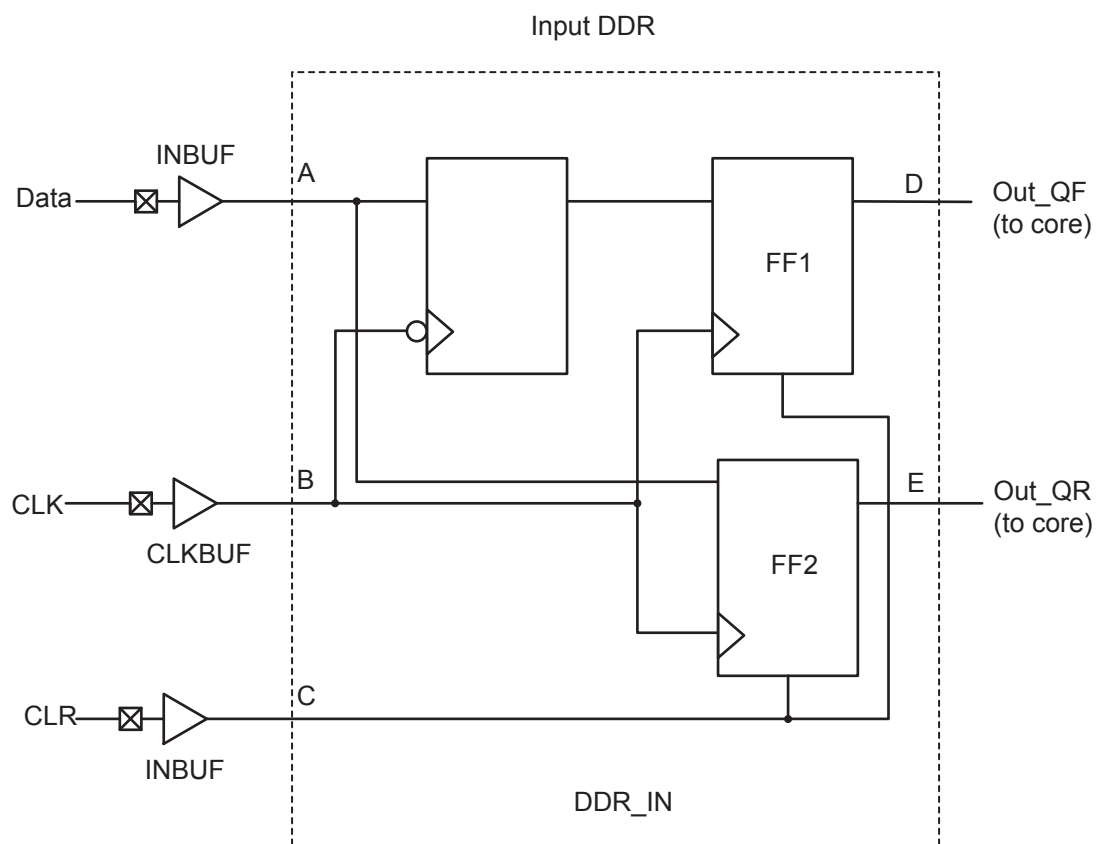 Input DDR
INBUF
Data
A
D
Out_QF
(to core)
FF1
B
CLK
CLKBUF
E
Out_QR
(to core)
FF2
C
CLR
INBUF
DDR_IN